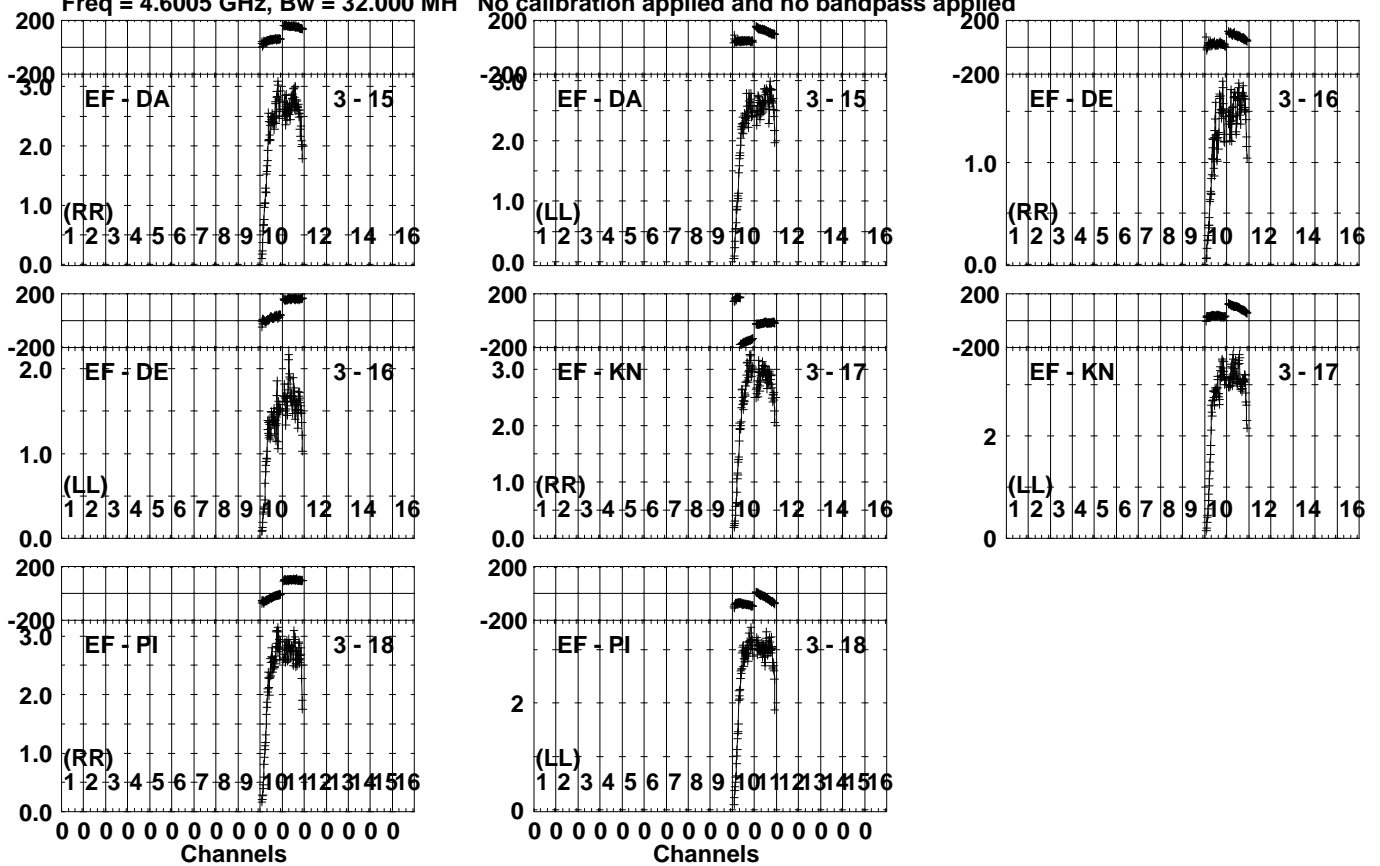 Freq = 4.6005 GHz, Bw = 32.000 MH No calibration applied and no bandpass applied
200 200 200
-200 -200 -200
3.0 EF - DA 3 - 15 3.0 EF - DA 3 - 15 EF - DE 3 - 16
2.0 2.0 1.0
1.0 1.0
(RR) (LL) (RR)
1 2 3 4 5 6 7 8 9 10 12 14 16 1 2 3 4 5 6 7 8 9 10 12 14 16 1 2 3 4 5 6 7 8 9 10 12 14 16
0.0 0.0 0.0
200 200 200
-200 -200 -200
2.0 EF - DE 3 - 16 3.0 EF - KN 3 - 17 EF - KN 3 - 17
1.0 2.0 2
1.0
(LL) (RR) (LL)
1 2 3 4 5 6 7 8 9 10 12 14 16 1 2 3 4 5 6 7 8 9 10 12 14 16 1 2 3 4 5 6 7 8 9 10 12 14 16
0.0 0.0 0
200 200
-200 -200
3.0 EF - PI 3 - 18 EF - PI 3 - 18
2.0 2
1.0
(RR) (LL)
1 2 3 4 5 6 7 8 9 10 11 12 13 14 15 16 1 2 3 4 5 6 7 8 9 10 11 12 13 14 15 16
0.0 0
0 0 0 0 0 0 0 0 0 0 0 0 0 0 0 0 0 0 0 0 0 0 0 0 0 0 0 0 0 0 0 0
Channels Channels